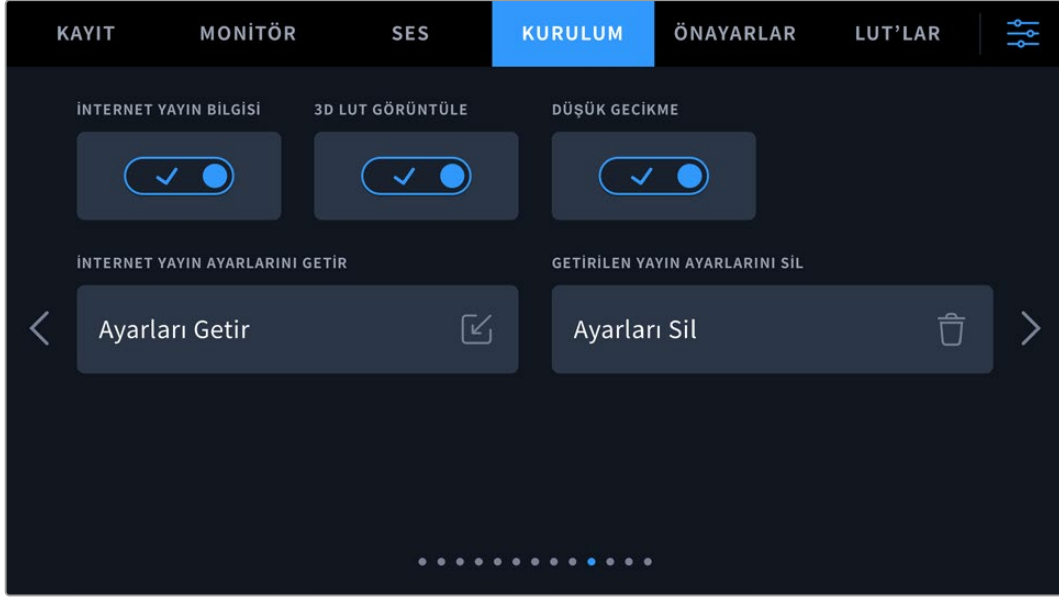 KAYIT MONİTÖR SES KURULUM ÖNAYARLAR LUT’LAR
İNTERNET YAYIN BİLGİSİ 3D LUT GÖRÜNTÜLE DÜŞÜK GECİKME
İNTERNET YAYIN AYARLARINI GETİR GETİRİLEN YAYIN AYARLARINI SİL
Ayarları Getir Ayarları Sil